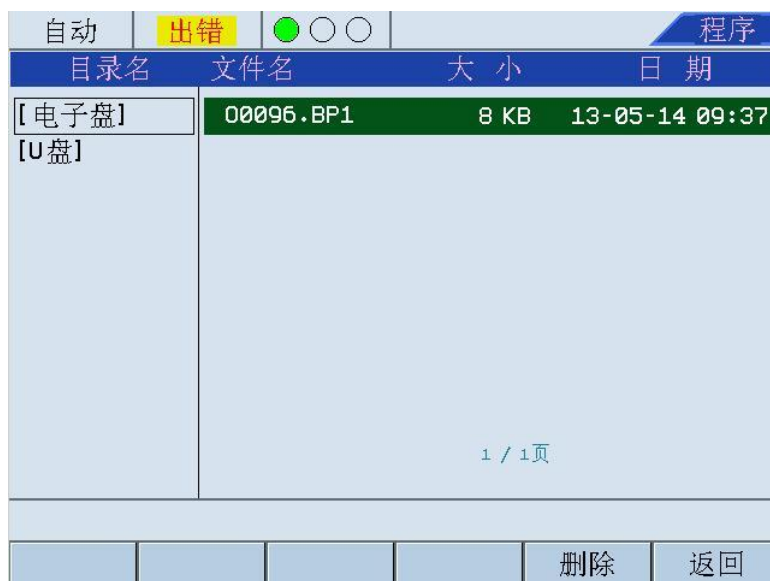 自动 出错 程序
目录名 文件名 大 小 日 期
[电子盘] O0096.BP1 8 KB 13-05-14 09:37
[U盘]
1 / 1页
删除 返回